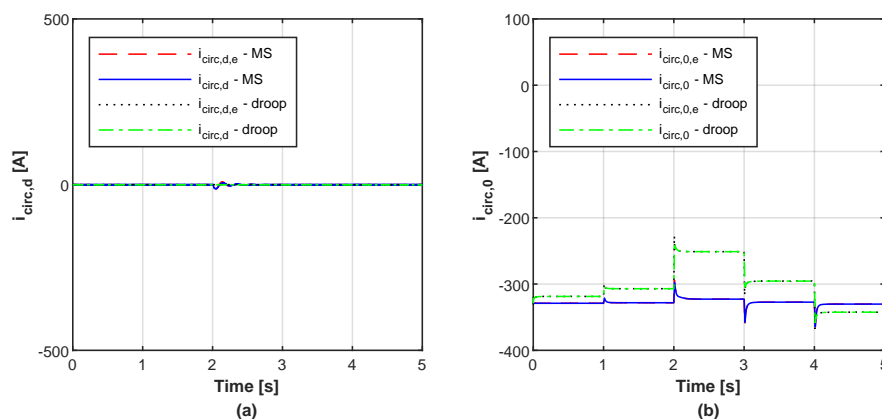 500
0
-500
i_circ,d [A]
i_circ,d,e - MS
i_circ,d - MS
i_circ,d,e - droop
i_circ,d - droop
0 1 2 3 4 5
Time [s]
(a)
100
0
-100
-200
-300
-400
i_circ,0 [A]
i_circ,0,e - MS
i_circ,0 - MS
i_circ,0,e - droop
i_circ,0 - droop
0 1 2 3 4 5
Time [s]
(b)